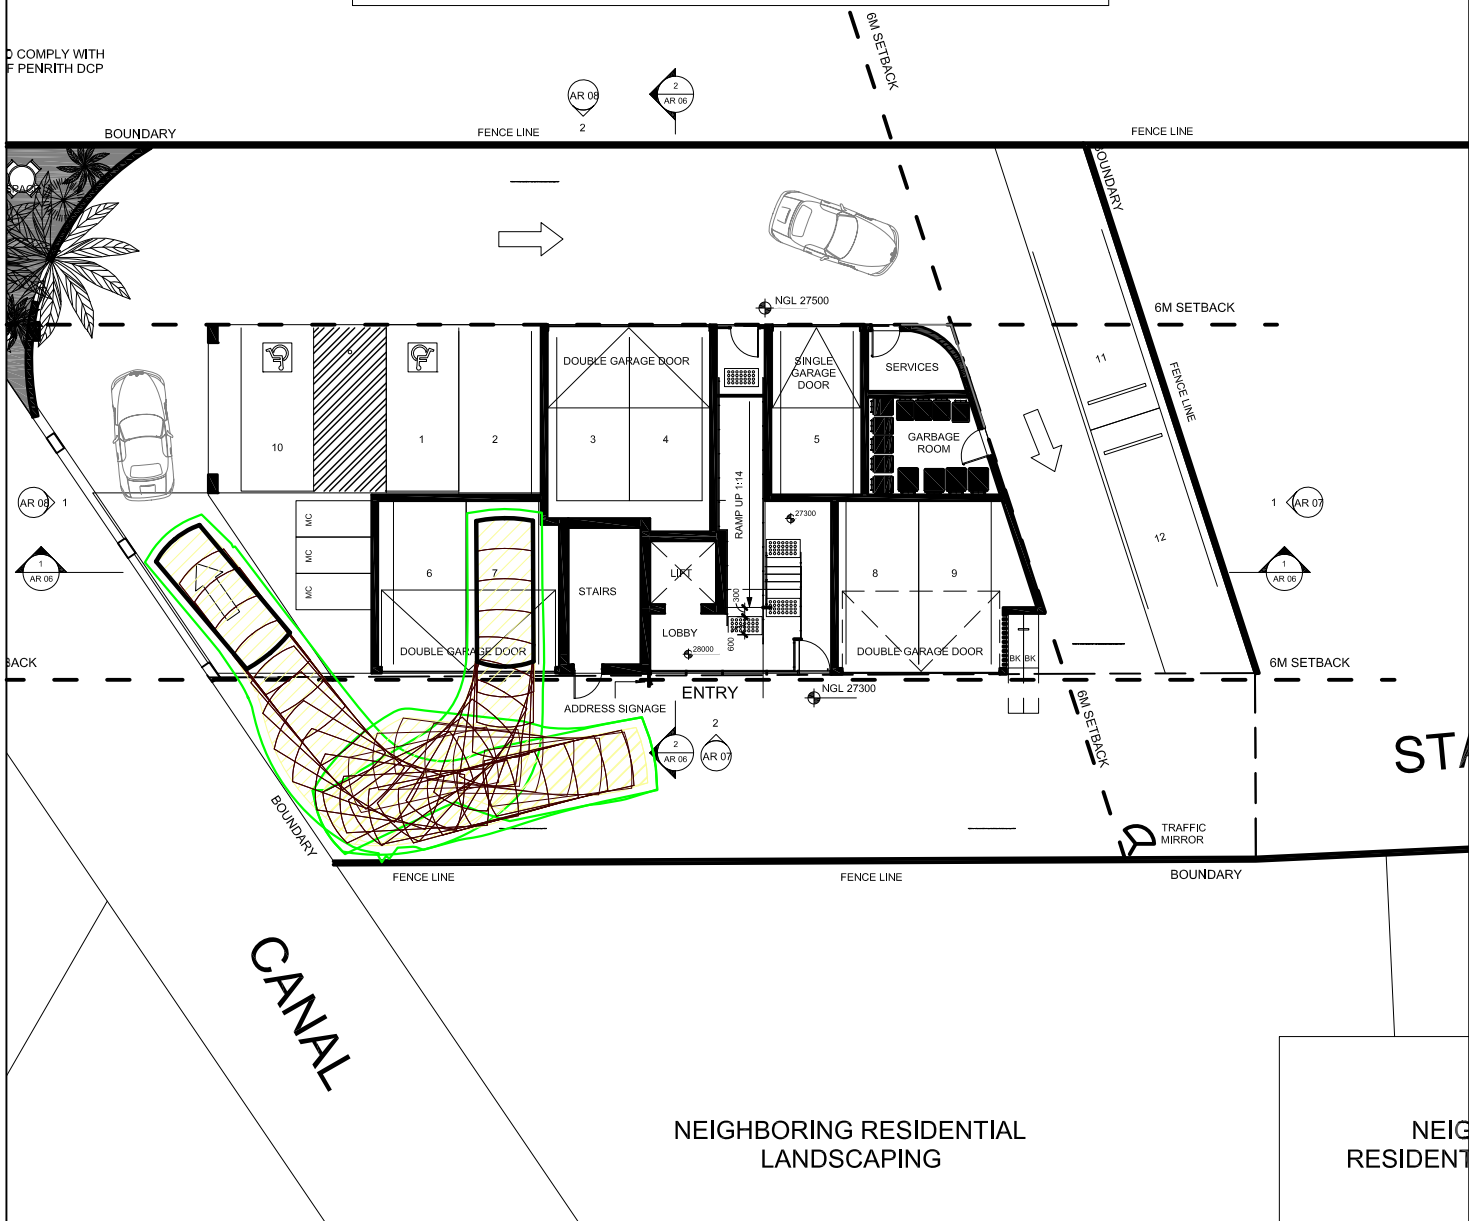 COMPLY WITH
F PENRITH DCP
6M SETBACK
AR 08
2
2
AR 06
BOUNDARY
FENCE LINE
FENCE LINE
BOUNDARY
NGL 27500
6M SETBACK
DOUBLE GARAGE DOOR
SINGLE
GARAGE
DOOR
SERVICES
11
FENCE LINE
10
9
1
2
3
4
5
GARBAGE
ROOM
RAMP UP 1:14
AR 08
1
MC
MC
MC
27300
1
AR 07
12
1
AR 06
6
7
STAIRS
LIFT
8
9
1
AR 06
300
600
LOBBY
28000
DOUBLE GARAGE DOOR
DOUBLE GARAGE DOOR
BK
BK
BACK
6M SETBACK
ENTRY
NGL 27300
ADDRESS SIGNAGE
6M SETBACK
2
AR 06
2
AR 07
STA
BOUNDARY
TRAFFIC
MIRROR
FENCE LINE
FENCE LINE
BOUNDARY
CANAL
NEIGHBORING RESIDENTIAL
LANDSCAPING
NEIG
RESIDENT